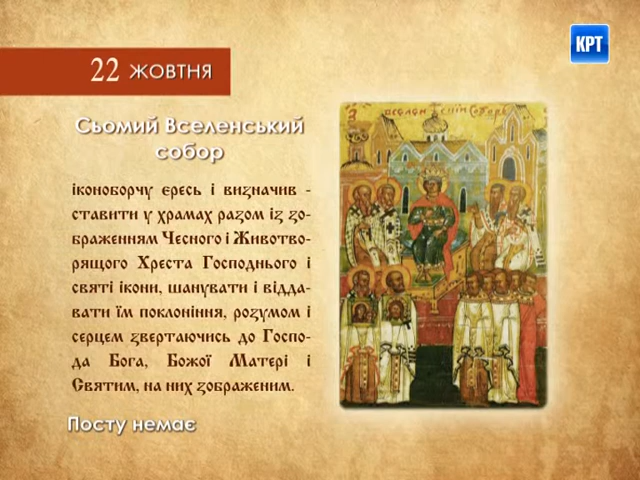 КРТ
22 ЖОВТНЯ
Сьомий Вселенський
собор
іконоборчу єресь і визначив -
ставити у храмах разом із зо-
браженням Чесного і Животво-
рящого Хреста Господнього і
святі ікони, шанувати і відда-
вати їм поклоніння, розумом і
серцем звертаючись до Госпо-
да Бога, Божої Матері і
Святим, на них зображеним.
Посту немає